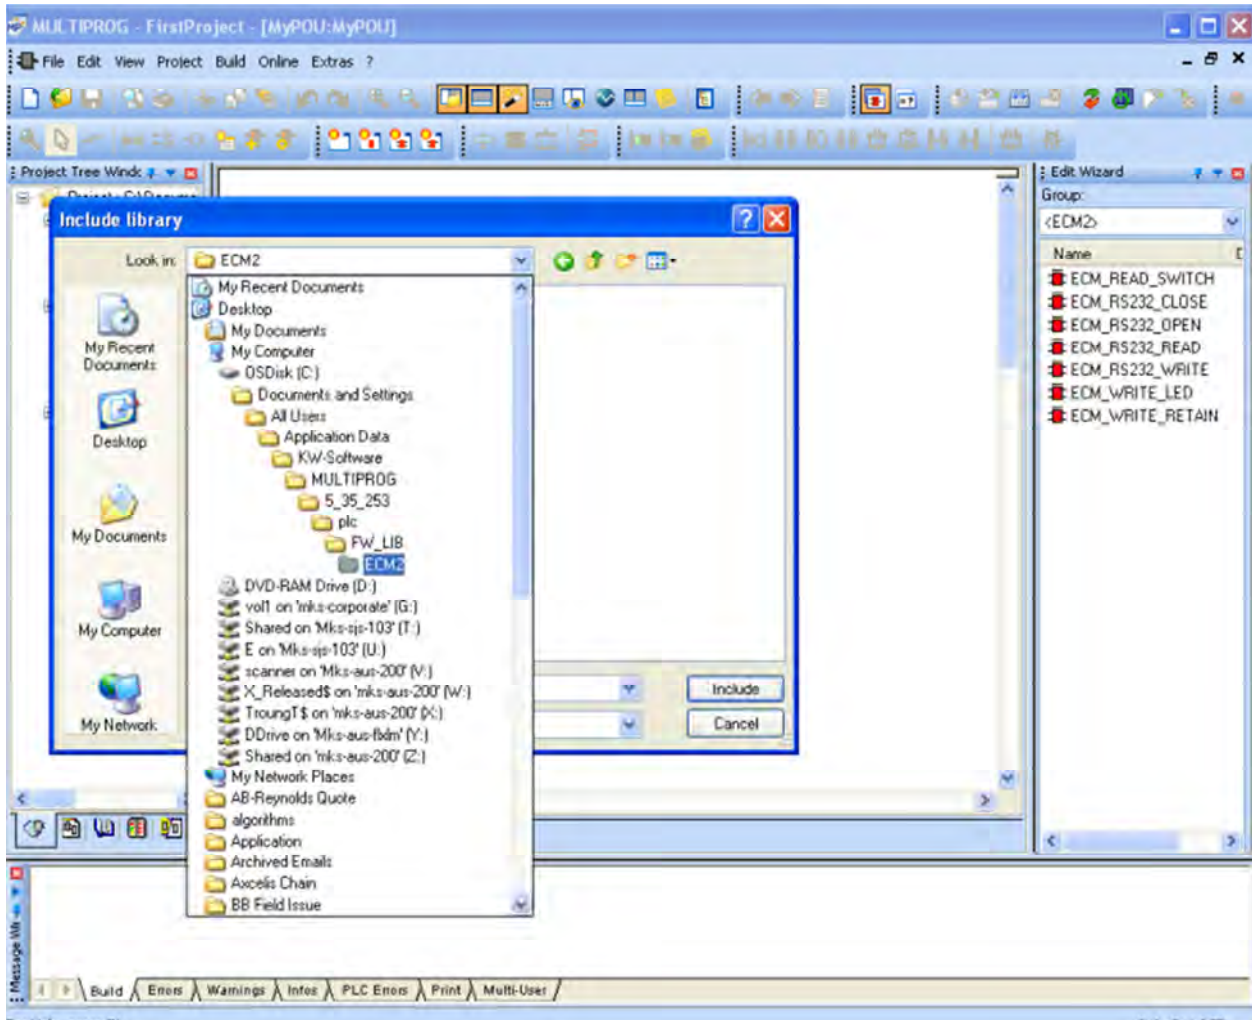 MULTIPROG - FirstProject - [MyPOU:MyPOU]
File Edit View Project Build Online Extras ?
Project Tree Windc
Edit Wizard
Group:
<ECM2>
Name
ECM_READ_SWITCH
ECM_RS232_CLOSE
ECM_RS232_OPEN
ECM_RS232_READ
ECM_RS232_WRITE
ECM_WRITE_LED
ECM_WRITE_RETAIN
Include library
Look in:
ECM2
My Recent Documents
Desktop
My Documents
My Computer
My Network
My Recent Documents
Desktop
My Documents
My Computer
OSDisk (C:)
Documents and Settings
All Users
Application Data
KW-Software
MULTIPROG
5_35_253
plc
FW_LIB
ECM2
DVD-RAM Drive (D:)
vol1 on 'mks-corporate' (G:)
Shared on 'Mks-sjs-103' (T:)
E on 'Mks-sjs-103' (U:)
scanner on 'Mks-aus-200' (V:)
X_Released$ on 'mks-aus-200' (W:)
TroungT$ on 'mks-aus-200' (X:)
DDrive on 'Mks-aus-flxlm' (Y:)
Shared on 'mks-aus-200' (Z:)
My Network Places
AB-Reynolds Quote
algorithms
Application
Archived Emails
Axcelis Chain
BB Field Issue
Include
Cancel
Message Wi
Build Errors Warnings Infos PLC Errors Print Multi-User